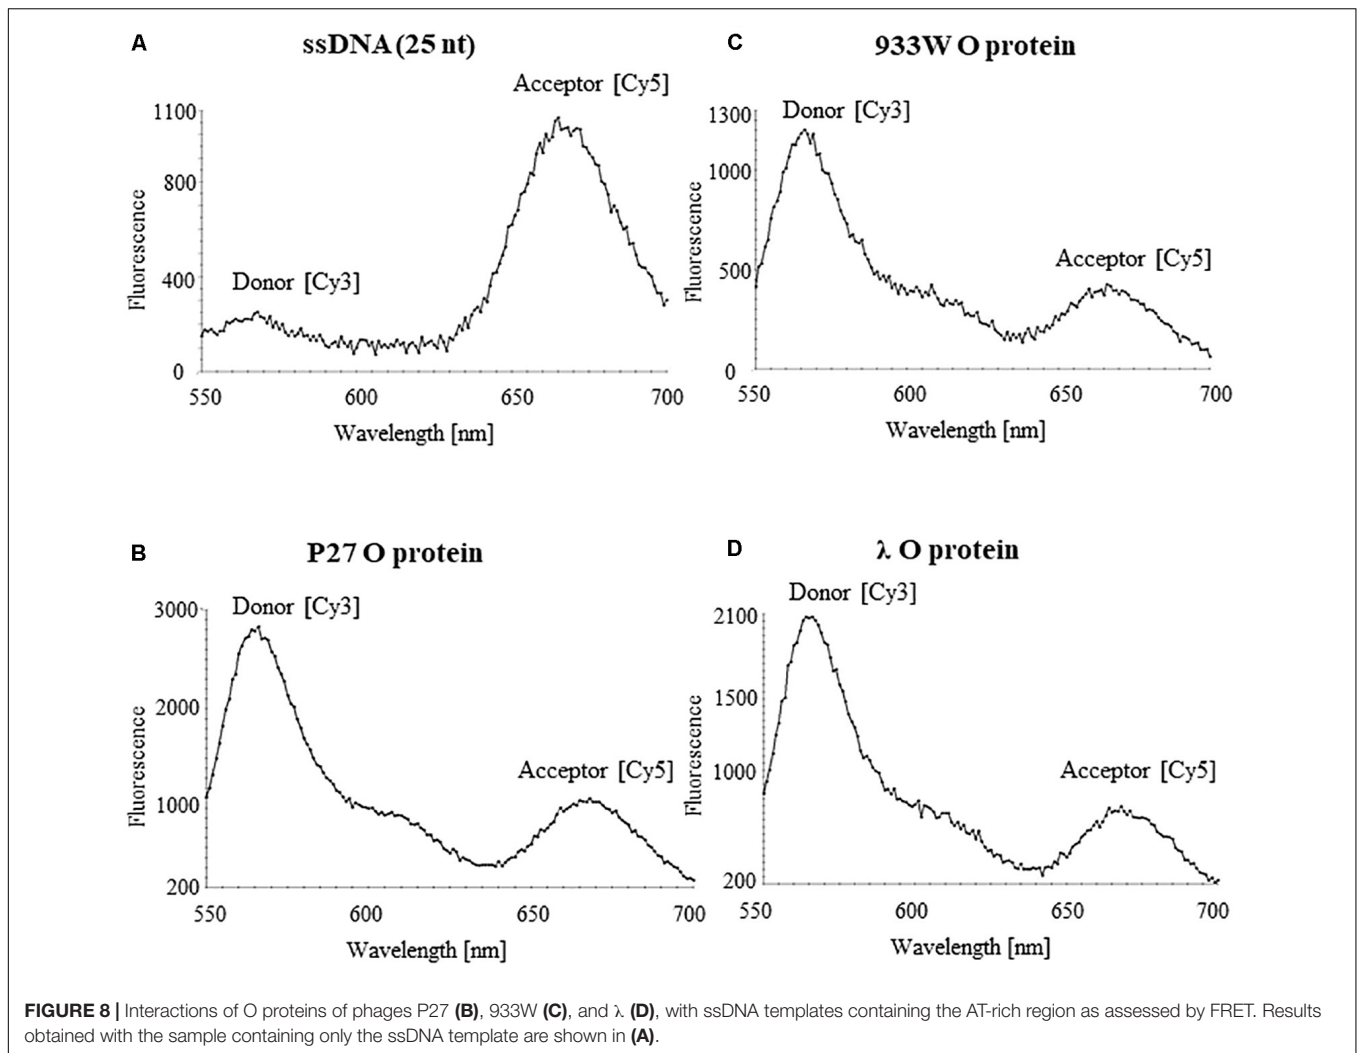 A
ssDNA (25 nt)
Acceptor [Cy5]
1100
800
400
0
Donor [Cy3]
Fluorescence
550
600
650
700
Wavelength [nm]
C
933W O protein
Donor [Cy3]
1300
1000
500
0
Acceptor [Cy5]
Fluorescence
550
600
650
700
Wavelength [nm]
B
P27 O protein
Donor [Cy3]
3000
2000
1000
200
Acceptor [Cy5]
Fluorescence
550
600
650
700
Wavelength [nm]
D
λ O protein
Donor [Cy3]
2100
1500
1000
200
Acceptor [Cy5]
Fluorescence
550
600
650
700
Wavelength [nm]
FIGURE 8 | Interactions of O proteins of phages P27 (B), 933W (C), and λ (D), with ssDNA templates containing the AT-rich region as assessed by FRET. Results
obtained with the sample containing only the ssDNA template are shown in (A).